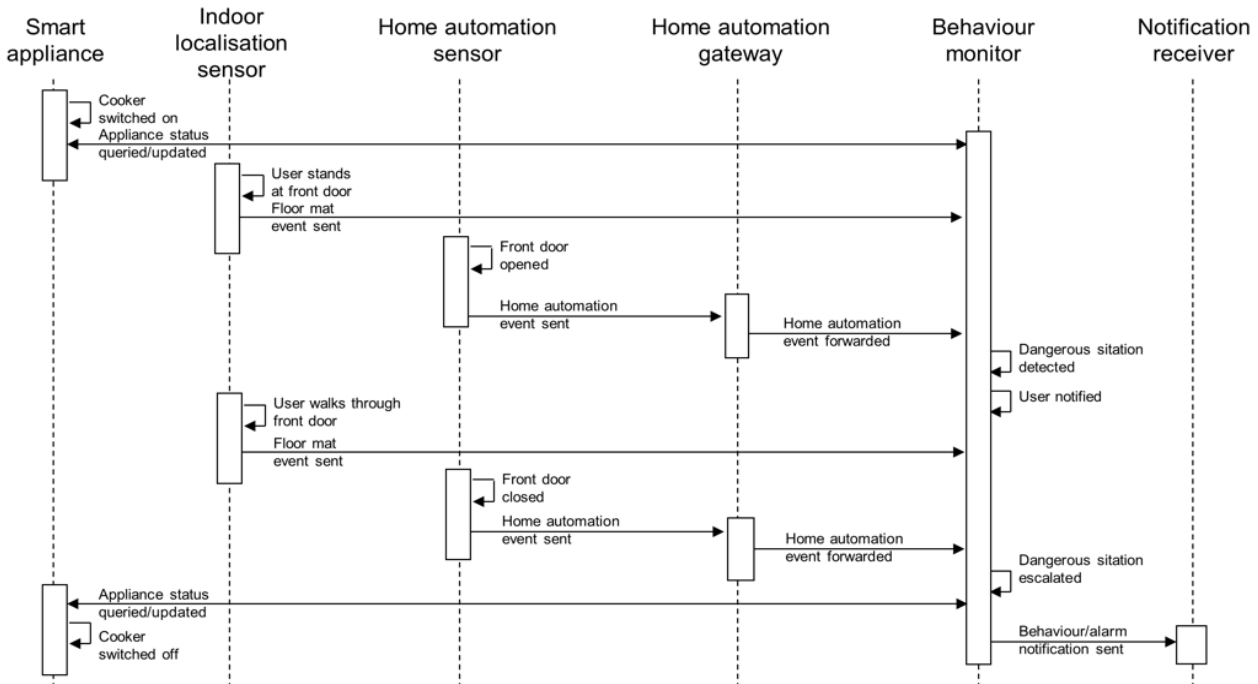 Smart
appliance
Indoor
localisation
sensor
Home automation
sensor
Home automation
gateway
Behaviour
monitor
Notification
receiver
Cooker
switched on
Appliance status
queried/updated
User stands
at front door
Floor mat
event sent
Front door
opened
Home automation
event sent
Home automation
event forwarded
Dangerous sitation
detected
User notified
User walks through
front door
Floor mat
event sent
Front door
closed
Home automation
event sent
Home automation
event forwarded
Dangerous sitation
escalated
Appliance status
queried/updated
Cooker
switched off
Behaviour/alarm
notification sent